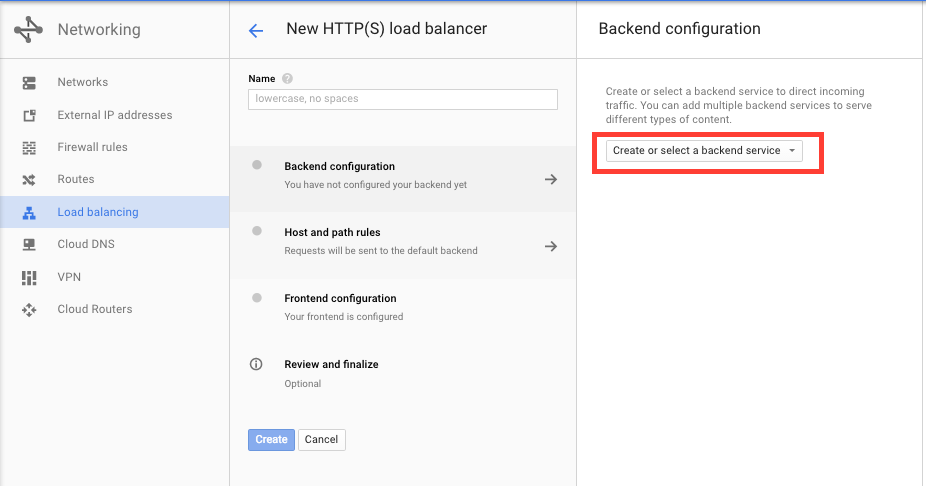 Networking
Networks
External IP addresses
Firewall rules
Routes
Load balancing
Cloud DNS
VPN
Cloud Routers
New HTTP(S) load balancer
Name
lowercase, no spaces
Backend configuration
You have not configured your backend yet
Host and path rules
Requests will be sent to the default backend
Frontend configuration
Your frontend is configured
Review and finalize
Optional
Create Cancel
Backend configuration
Create or select a backend service to direct incoming
traffic. You can add multiple backend services to serve
different types of content.
Create or select a backend service